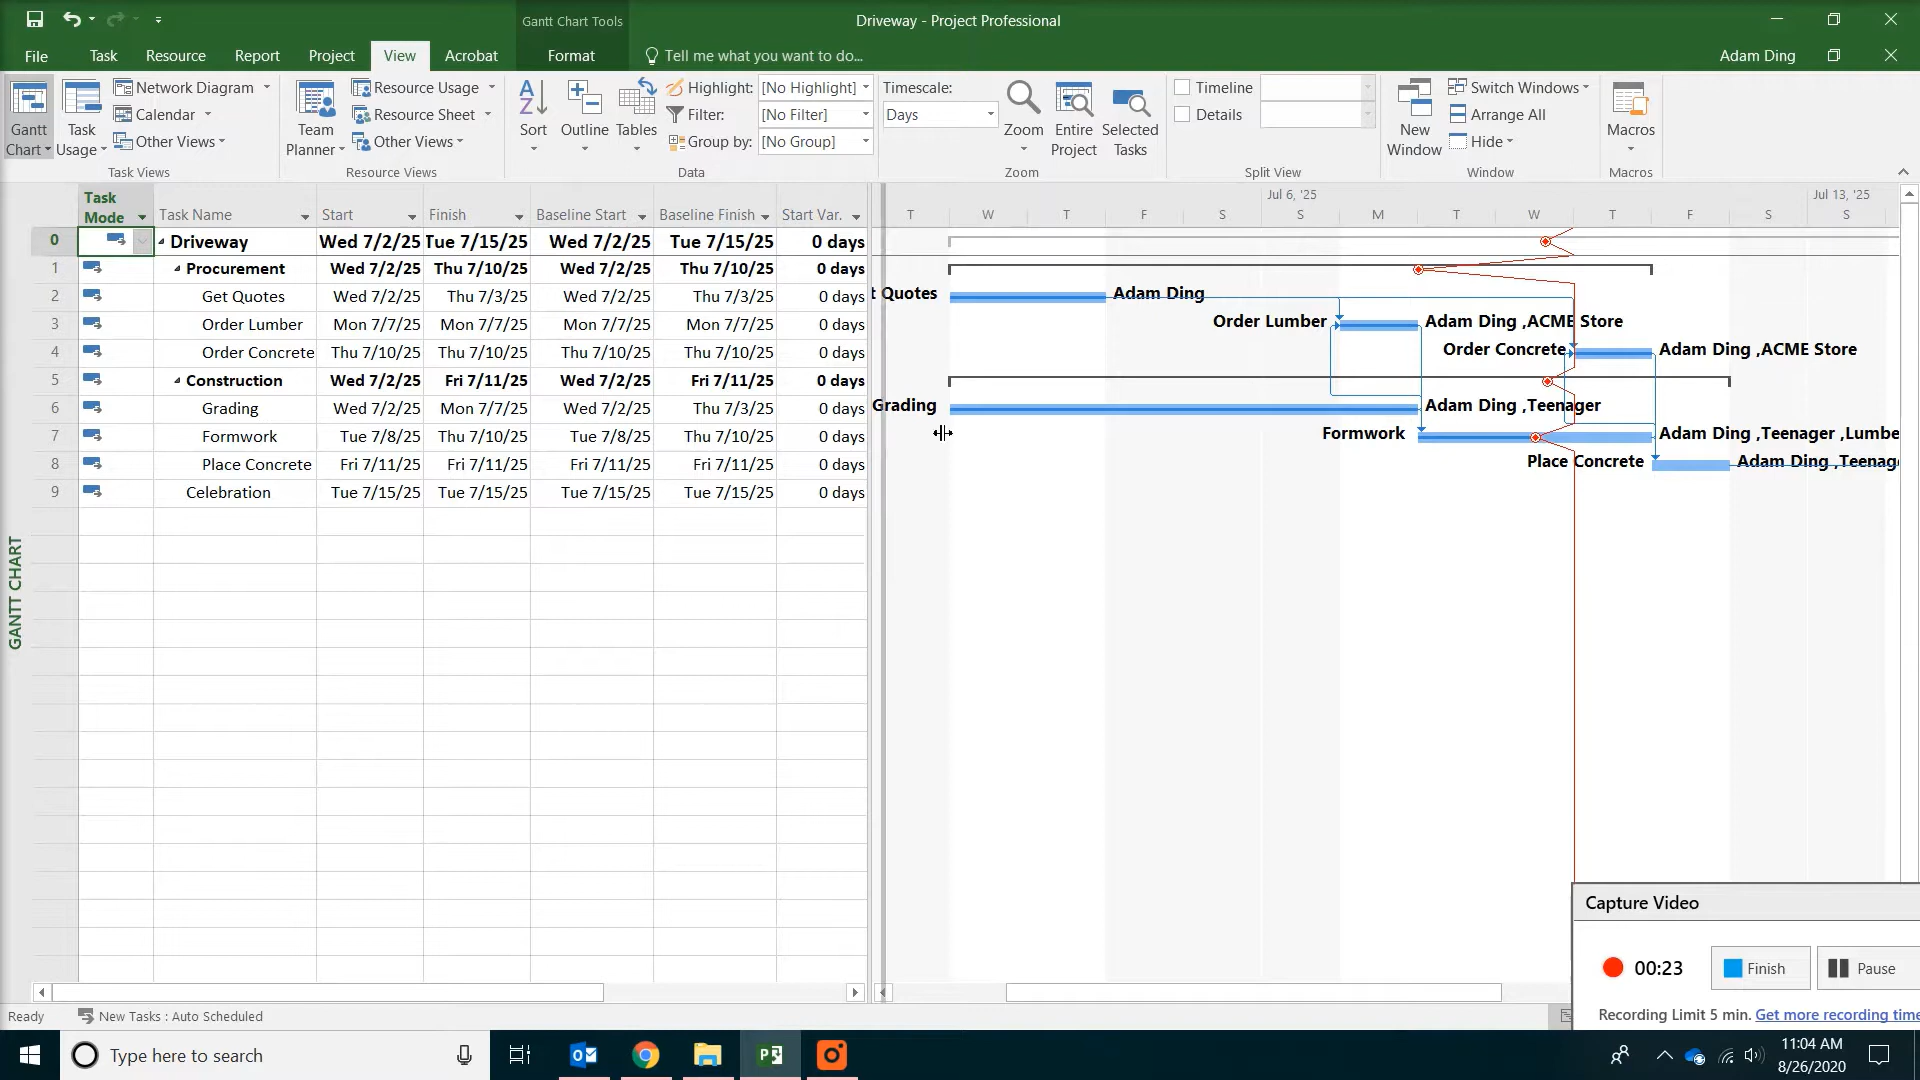 Gantt Chart Tools
Driveway - Project Professional
File Task Resource Report Project View Acrobat Format Tell me what you want to do... Adam Ding
Gantt Chart
Task Usage
Network Diagram
Calendar
Other Views
Task Views
Team Planner
Resource Usage
Resource Sheet
Other Views
Resource Views
Sort
Outline
Tables
Highlight: [No Highlight]
Filter: [No Filter]
Group by: [No Group]
Data
Timescale:
Days
Zoom
Entire Project
Selected Tasks
Zoom
Timeline
Details
Split View
New Window
Switch Windows
Arrange All
Hide
Window
Macros
Macros
Task Mode Task Name Start Finish Baseline Start Baseline Finish Start Var.
0 Driveway Wed 7/2/25 Tue 7/15/25 Wed 7/2/25 Tue 7/15/25 0 days
1 Procurement Wed 7/2/25 Thu 7/10/25 Wed 7/2/25 Thu 7/10/25 0 days
2 Get Quotes Wed 7/2/25 Thu 7/3/25 Wed 7/2/25 Thu 7/3/25 0 days
3 Order Lumber Mon 7/7/25 Mon 7/7/25 Mon 7/7/25 Mon 7/7/25 0 days
4 Order Concrete Thu 7/10/25 Thu 7/10/25 Thu 7/10/25 Thu 7/10/25 0 days
5 Construction Wed 7/2/25 Fri 7/11/25 Wed 7/2/25 Fri 7/11/25 0 days
6 Grading Wed 7/2/25 Mon 7/7/25 Wed 7/2/25 Thu 7/3/25 0 days
7 Formwork Tue 7/8/25 Thu 7/10/25 Tue 7/8/25 Thu 7/10/25 0 days
8 Place Concrete Fri 7/11/25 Fri 7/11/25 Fri 7/11/25 Fri 7/11/25 0 days
9 Celebration Tue 7/15/25 Tue 7/15/25 Tue 7/15/25 Tue 7/15/25 0 days
Jul 6, '25 Jul 13, '25
T W T F S S M T W T F S S
t Quotes Adam Ding
Order Lumber Adam Ding ,ACME Store
Order Concrete Adam Ding ,ACME Store
Grading Adam Ding ,Teenager
Formwork Adam Ding ,Teenager ,Lumbe
Place Concrete Adam Ding ,Teenag
GANTT CHART
Capture Video
00:23 Finish Pause
Recording Limit 5 min. Get more recording time
Ready New Tasks : Auto Scheduled
Type here to search
11:04 AM
8/26/2020